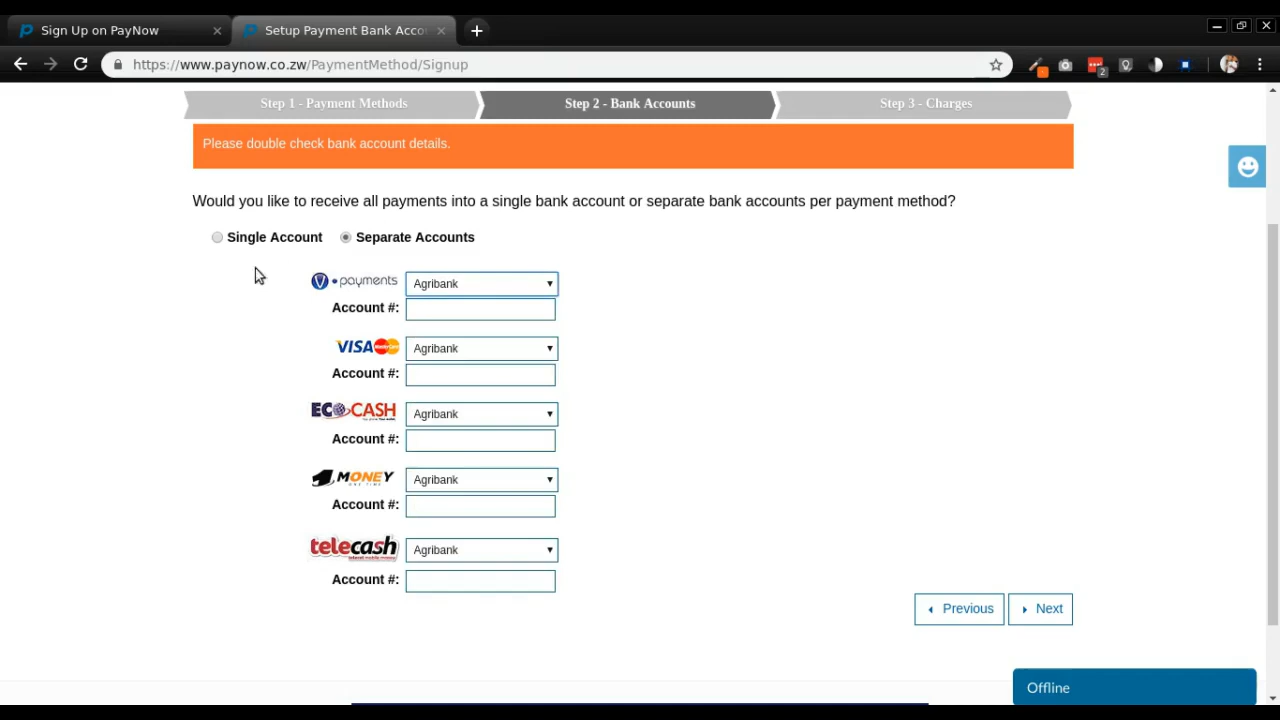 Sign Up on PayNow
Setup Payment Bank Acco
https://www.paynow.co.zw/PaymentMethod/Signup
2
Step 1 - Payment Methods
Step 2 - Bank Accounts
Step 3 - Charges
Please double check bank account details.
Would you like to receive all payments into a single bank account or separate bank accounts per payment method?
Single Account
Separate Accounts
V payments
Agribank
Account #:
VISA
Agribank
Account #:
ECOCASH
Agribank
Account #:
MONEY
Agribank
Account #:
telecash
Agribank
Account #:
Previous
Next
Offline